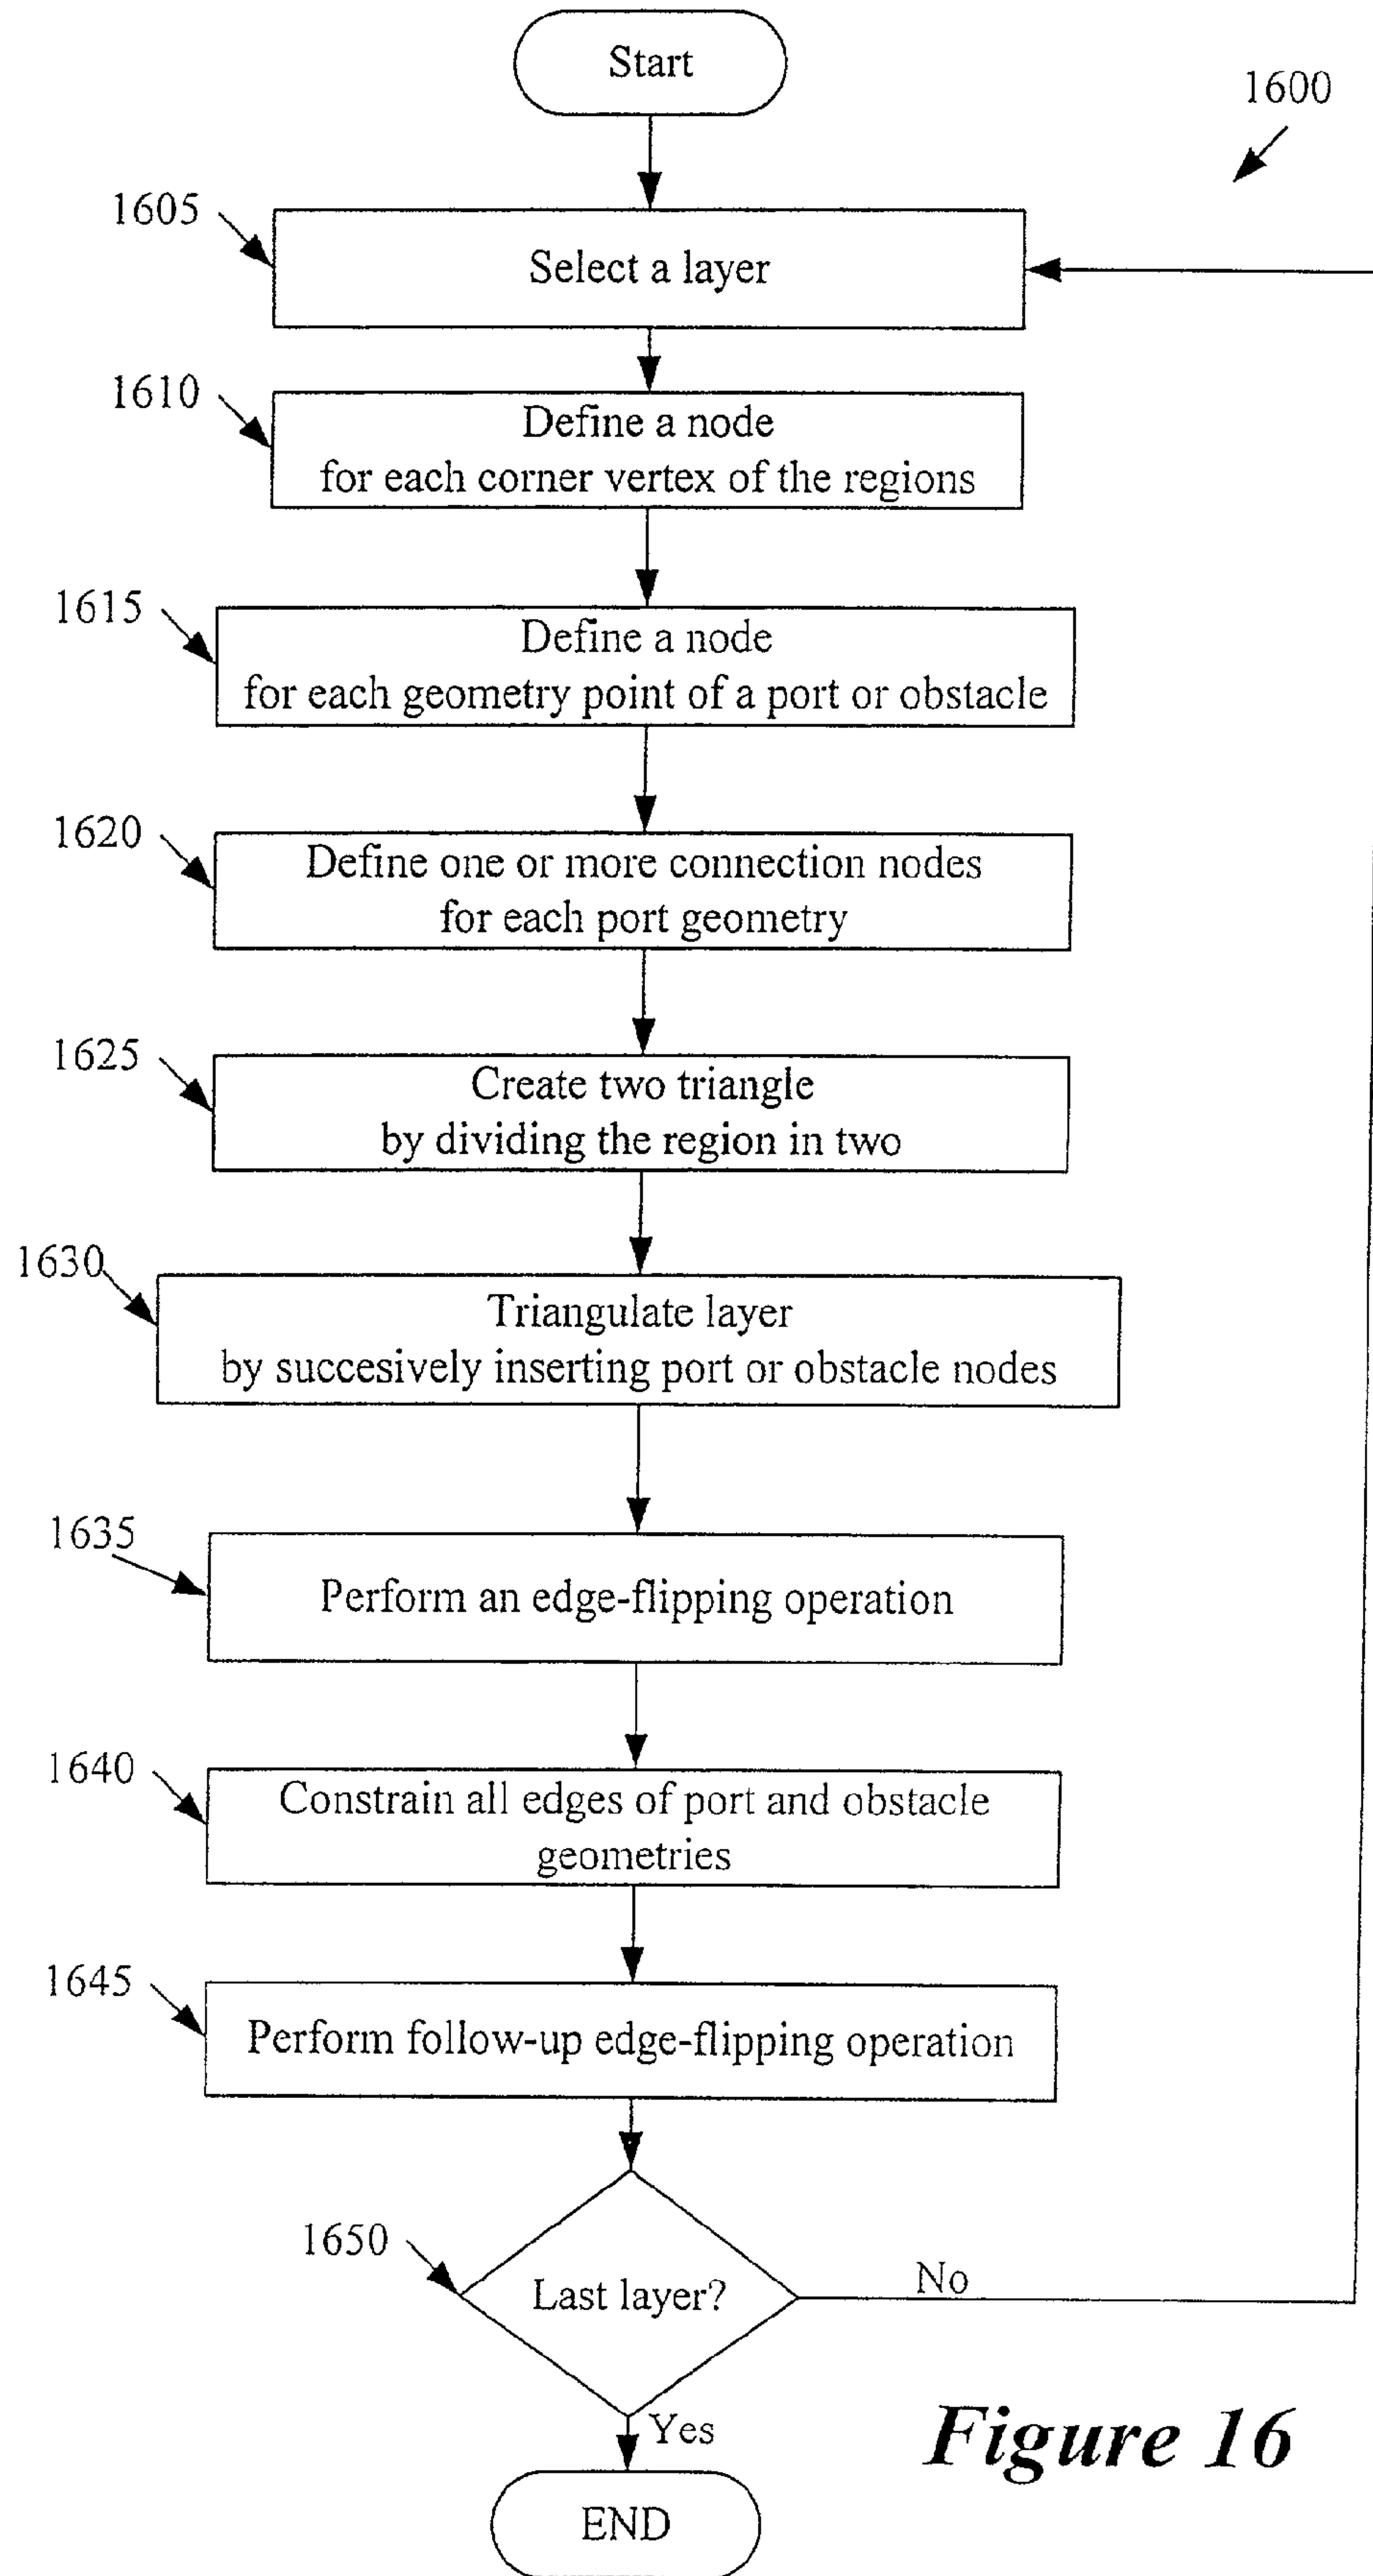 Start
1600
1605
Select a layer
1610
Define a node
for each corner vertex of the regions
1615
Define a node
for each geometry point of a port or obstacle
1620
Define one or more connection nodes
for each port geometry
1625
Create two triangle
by dividing the region in two
1630
Triangulate layer
by succesively inserting port or obstacle nodes
1635
Perform an edge-flipping operation
1640
Constrain all edges of port and obstacle
geometries
1645
Perform follow-up edge-flipping operation
1650
Last layer?
No
Yes
Figure 16
END